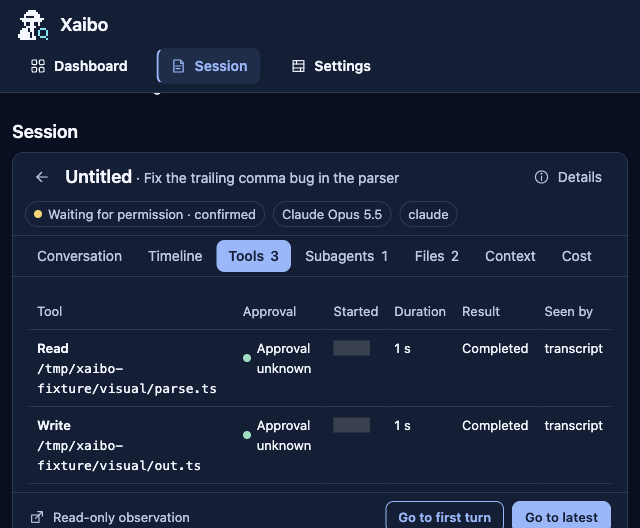 Xaibo
Dashboard
Session
Settings
Session
Untitled · Fix the trailing comma bug in the parser
Details
Waiting for permission · confirmed
Claude Opus 5.5
claude
Conversation
Timeline
Tools 3
Subagents 1
Files 2
Context
Cost
Tool Approval Started Duration Result Seen by
Read
/tmp/xaibo-
fixture/visual/parse.ts
Approval
unknown
1 s
Completed
transcript
Write
/tmp/xaibo-
fixture/visual/out.ts
Approval
unknown
1 s
Completed
transcript
Read-only observation
Go to first turn
Go to latest